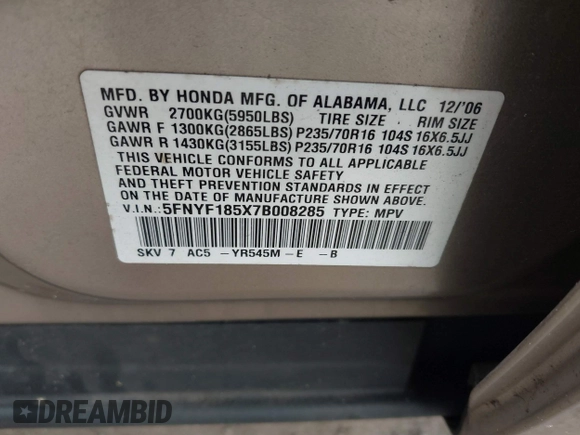 MFD. BY HONDA MFG. OF ALABAMA, LLC 12/'06
GVWR 2700KG(5950LBS) TIRE SIZE RIM SIZE
GAWR F 1300KG(2865LBS) P235/70R16 104S 16X6.5JJ
GAWR R 1430KG(3155LBS) P235/70R16 104S 16X6.5JJ
THIS VEHICLE CONFORMS TO ALL APPLICABLE
FEDERAL MOTOR VEHICLE SAFETY
AND THEFT PREVENTION STANDARDS IN EFFECT
ON THE DATE OF MANUFACTURE SHOWN ABOVE.
V.I.N.: 5FNYF185X7B008285 TYPE: MPV
SKV 7 AC5 -YR545M-E -B
DREAMBID